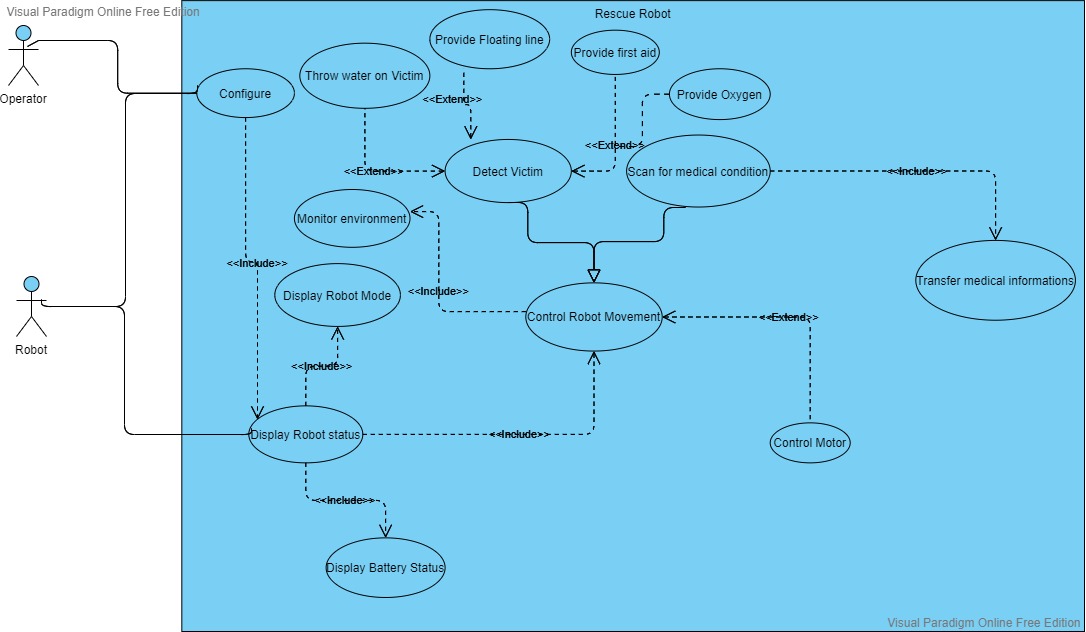 Visual Paradigm Online Free Edition
Rescue Robot
Operator
Configure
Throw water on Victim
Provide Floating line
Provide first aid
Provide Oxygen
<<Extend>>
<<Extend>>
<<Extend>>
Detect Victim
Scan for medical condition
<<Include>>
Monitor environment
<<Include>>
Display Robot Mode
<<Include>>
Control Robot Movement
<<Extend>>
Transfer medical informations
Robot
<<Include>>
Display Robot status
<<Include>>
Control Motor
<<Include>>
Display Battery Status
Visual Paradigm Online Free Edition